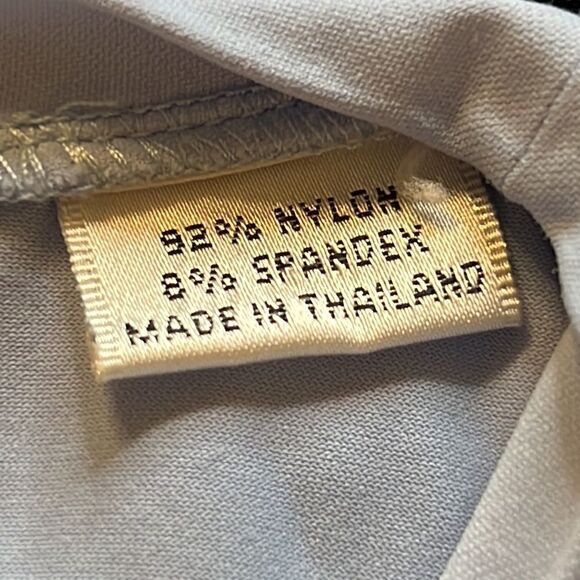 92% NYLON
8% SPANDEX
MADE IN THAILAND